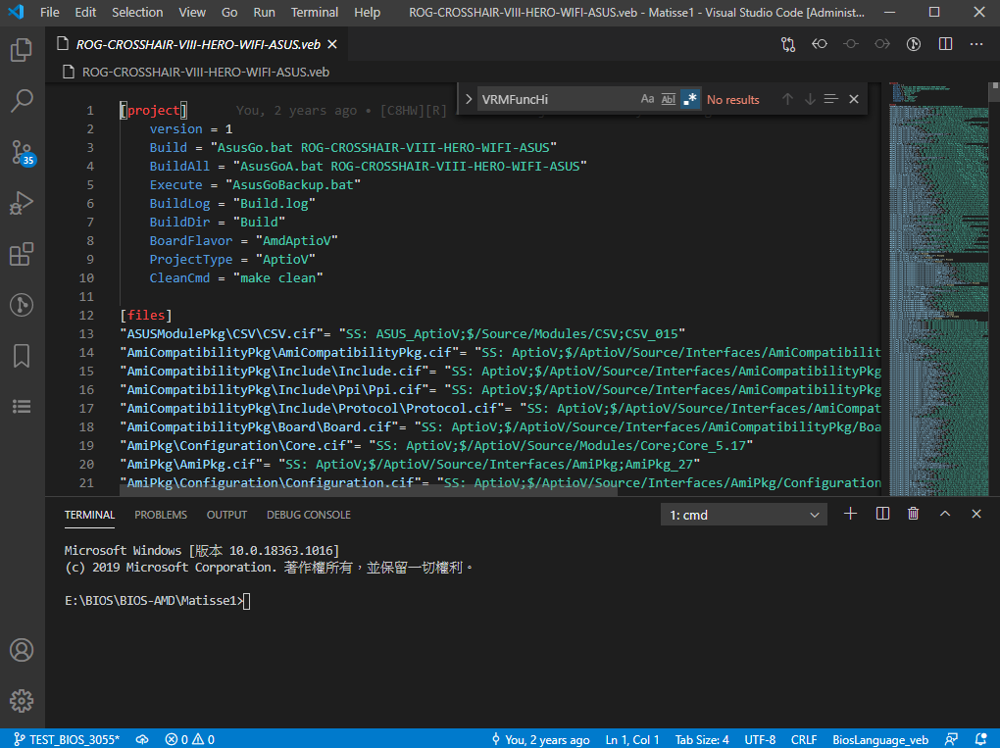 File Edit Selection View Go Run Terminal Help ROG-CROSSHAIR-VIII-HERO-WIFI-ASUS.veb - Matisse1 - Visual Studio Code [Administ...
ROG-CROSSHAIR-VIII-HERO-WIFI-ASUS.veb
ROG-CROSSHAIR-VIII-HERO-WIFI-ASUS.veb
VRMFuncHi Aa Abl .* No results
35
1 [project] You, 2 years ago • [C8HW][R]
2 version = 1
3 Build = "AsusGo.bat ROG-CROSSHAIR-VIII-HERO-WIFI-ASUS"
4 BuildAll = "AsusGoA.bat ROG-CROSSHAIR-VIII-HERO-WIFI-ASUS"
5 Execute = "AsusGoBackup.bat"
6 BuildLog = "Build.log"
7 BuildDir = "Build"
8 BoardFlavor = "AmdAptioV"
9 ProjectType = "AptioV"
10 CleanCmd = "make clean"
11
12 [files]
13 "ASUSModulePkg\CSV\CSV.cif"= "SS: ASUS_AptioV;$/Source/Modules/CSV;CSV_015"
14 "AmiCompatibilityPkg\AmiCompatibilityPkg.cif"= "SS: AptioV;$/AptioV/Source/Interfaces/AmiCompatibilit
15 "AmiCompatibilityPkg\Include\Include.cif"= "SS: AptioV;$/AptioV/Source/Interfaces/AmiCompatibilityPkg
16 "AmiCompatibilityPkg\Include\Ppi\Ppi.cif"= "SS: AptioV;$/AptioV/Source/Interfaces/AmiCompatibilityPkg
17 "AmiCompatibilityPkg\Include\Protocol\Protocol.cif"= "SS: AptioV;$/AptioV/Source/Interfaces/AmiCompat
18 "AmiCompatibilityPkg\Board\Board.cif"= "SS: AptioV;$/AptioV/Source/Interfaces/AmiCompatibilityPkg/Boa
19 "AmiPkg\Configuration\Core.cif"= "SS: AptioV;$/AptioV/Source/Modules/Core;Core_5.17"
20 "AmiPkg\AmiPkg.cif"= "SS: AptioV;$/AptioV/Source/Interfaces/AmiPkg;AmiPkg_27"
21 "AmiPkg\Configuration\Configuration.cif"= "SS: AptioV;$/AptioV/Source/Interfaces/AmiPkg/Configuration
TERMINAL PROBLEMS OUTPUT DEBUG CONSOLE 1: cmd
Microsoft Windows [版本 10.0.18363.1016]
(c) 2019 Microsoft Corporation. 著作權所有，並保留一切權利。
E:\BIOS\BIOS-AMD\Matisse1>
TEST_BIOS_3055* 0 0 You, 2 years ago Ln 1, Col 1 Tab Size: 4 UTF-8 CRLF BiosLanguage_veb